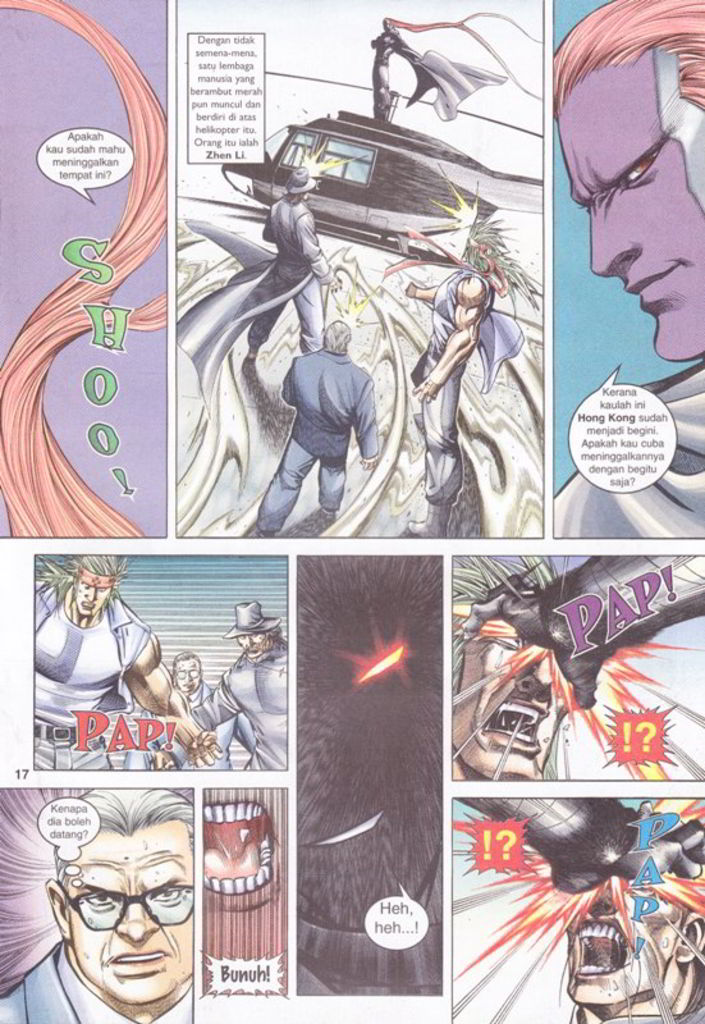 Apakah
kau sudah mahu
meninggalkan
tempat ini?
SHOO!
Dengan tidak
semena-mena,
satu lembaga
manusia yang
berambut merah
pun muncul dan
berdiri di atas
helikopter itu.
Orang itu ialah
Zhen Li.
Kerana
kaulah ini
Hong Kong sudah
menjadi begini.
Apakah kau cuba
meninggalkannya
dengan begitu
saja?
PAP!
Heh,
heh...!
PAP!
!?
17
Kenapa
dia boleh
datang?
Bunuh!
!?
PAP!